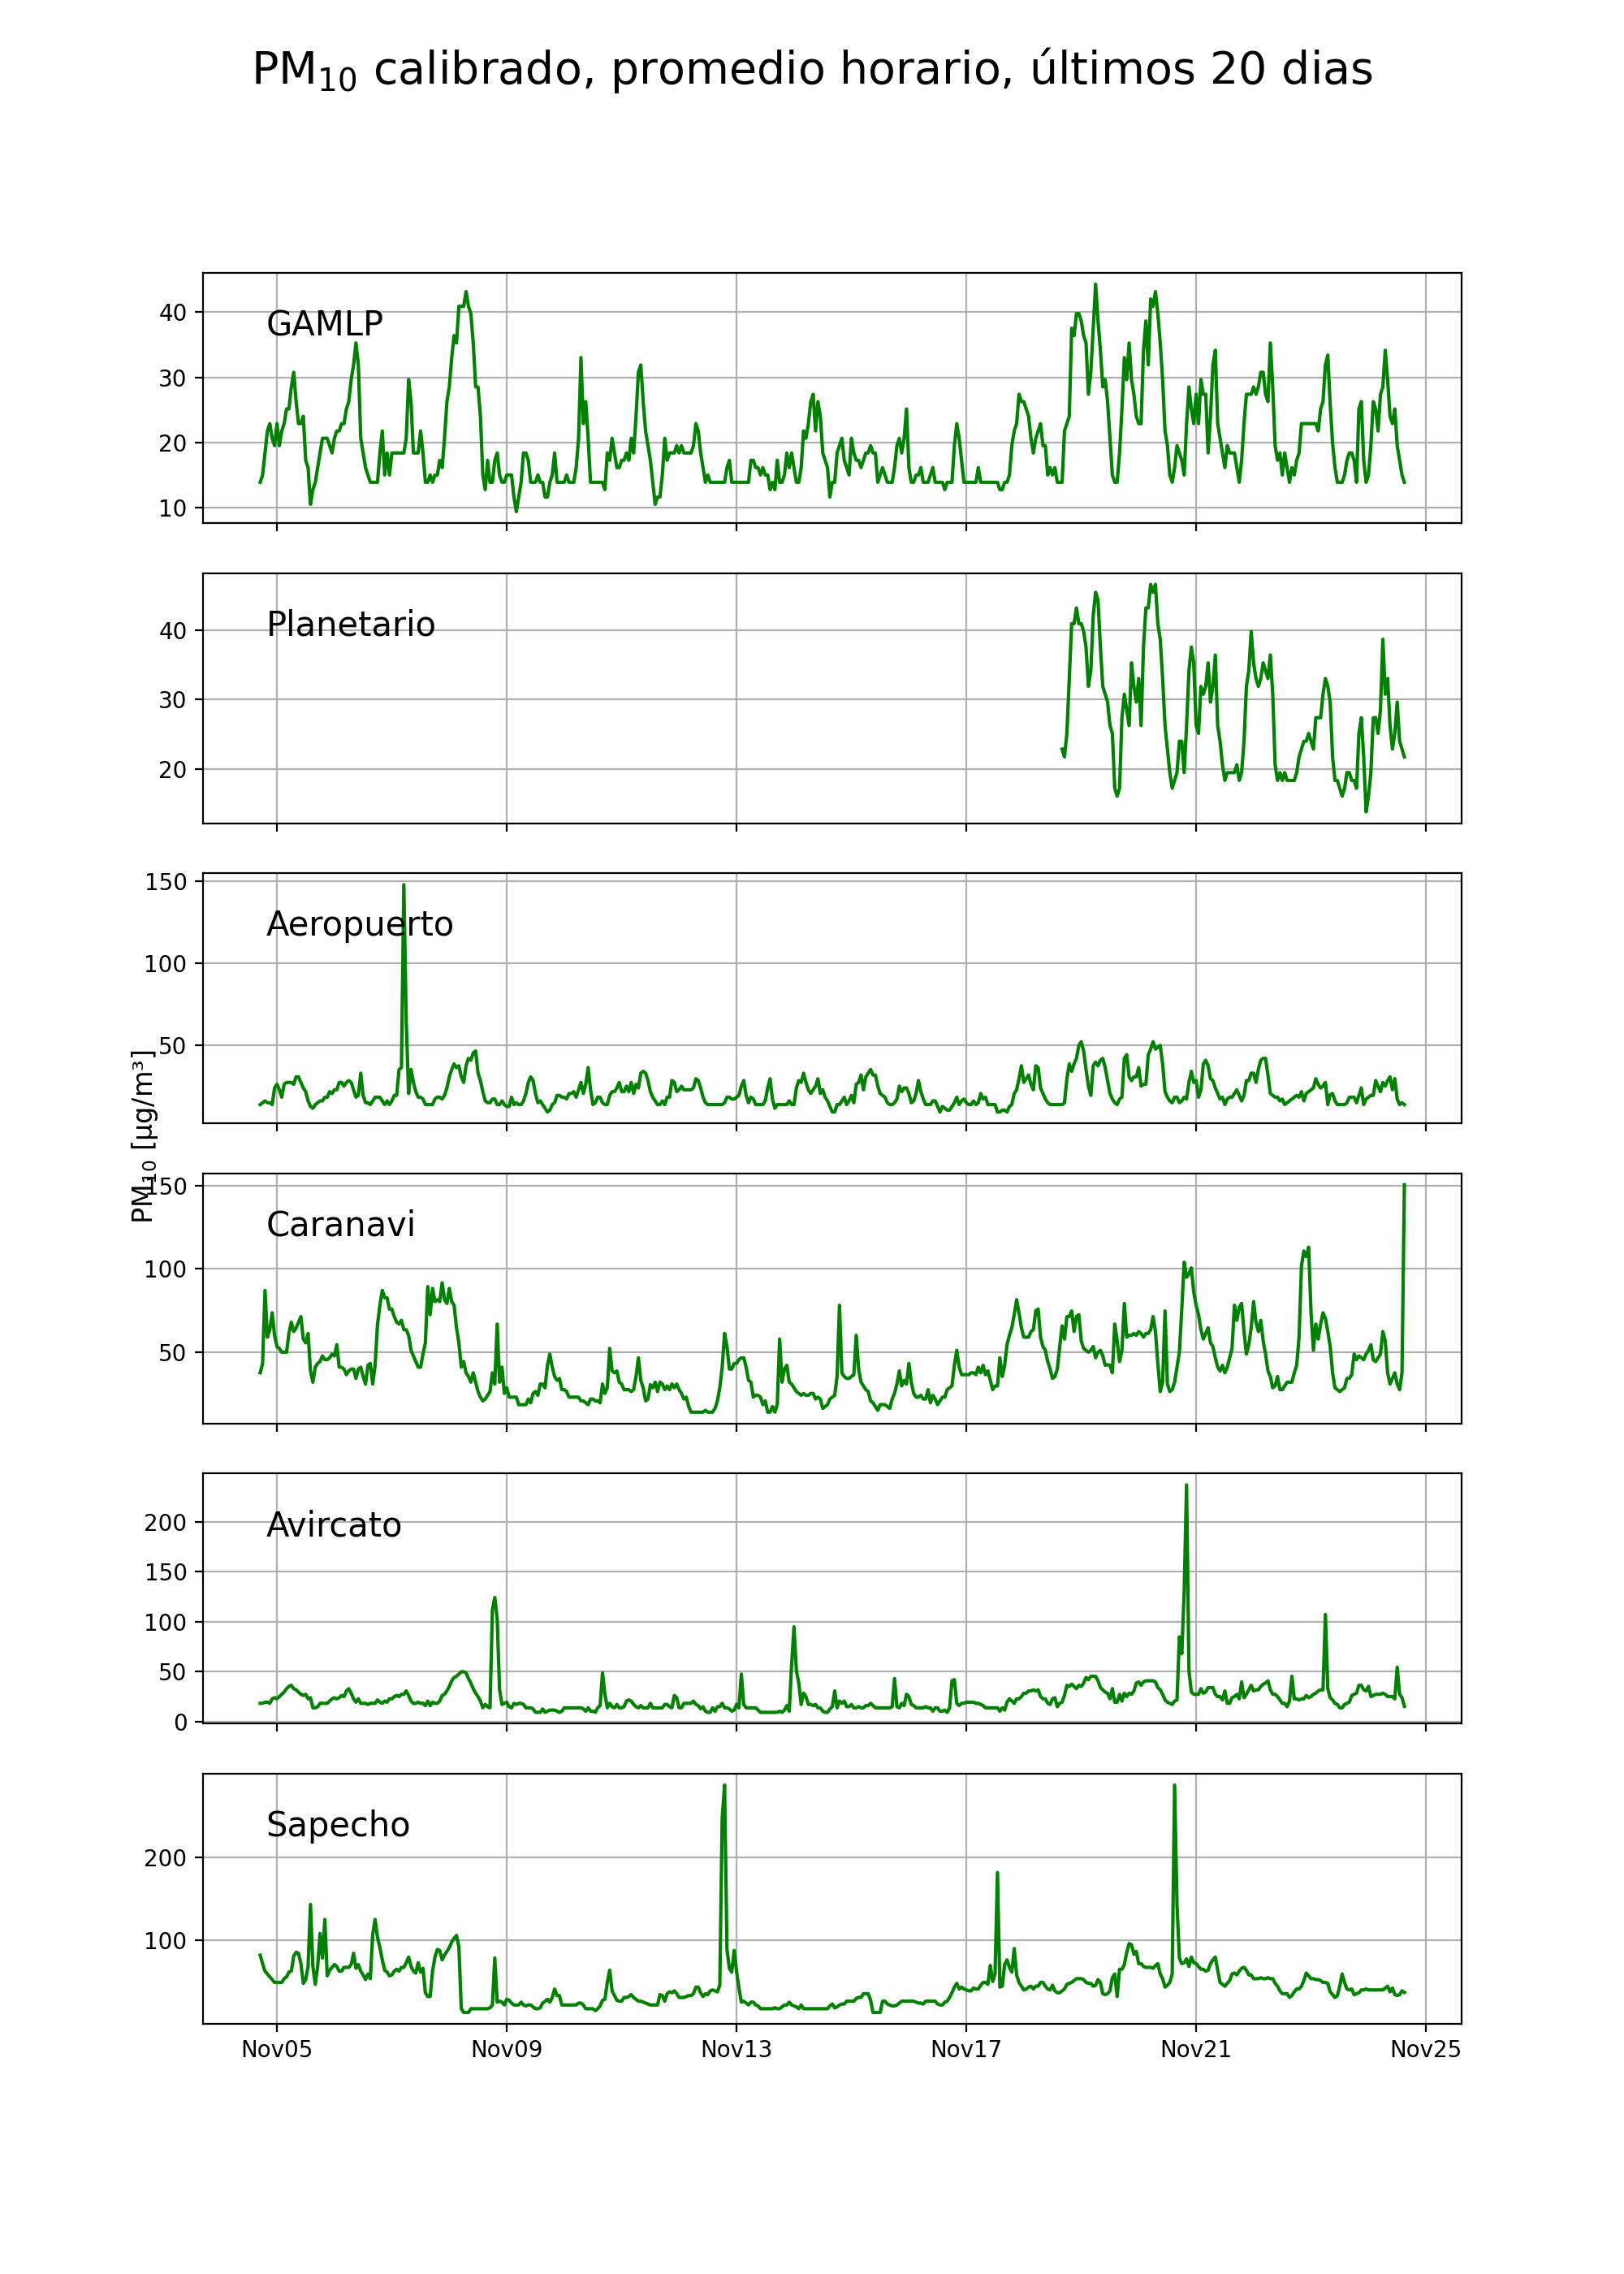 PM₁₀ calibrado, promedio horario, últimos 20 dias
GAMLP
40
30
20
10
Planetario
40
30
20
Aeropuerto
150
100
50
PM₁₀ [µg/m³]
Caranavi
150
100
50
Avircato
200
150
100
50
0
Sapecho
200
100
Nov05 Nov09 Nov13 Nov17 Nov21 Nov25